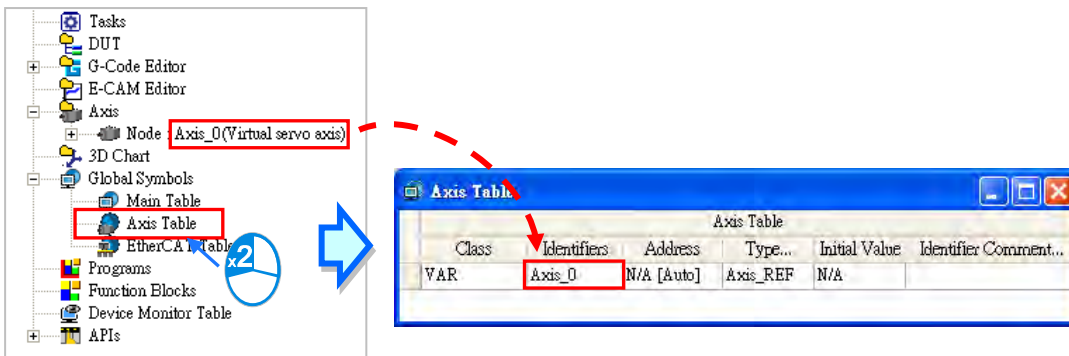 Tasks
DUT
G-Code Editor
E-CAM Editor
Axis
Node : Axis_0(Virtual servo axis)
3D Chart
Global Symbols
Main Table
Axis Table
EtherCAT Table
x2
Programs
Function Blocks
Device Monitor Table
APIs
Axis Table
Axis Table
Class Identifiers Address Type... Initial Value Identifier Comment...
VAR Axis_0 N/A [Auto] Axis_REF N/A